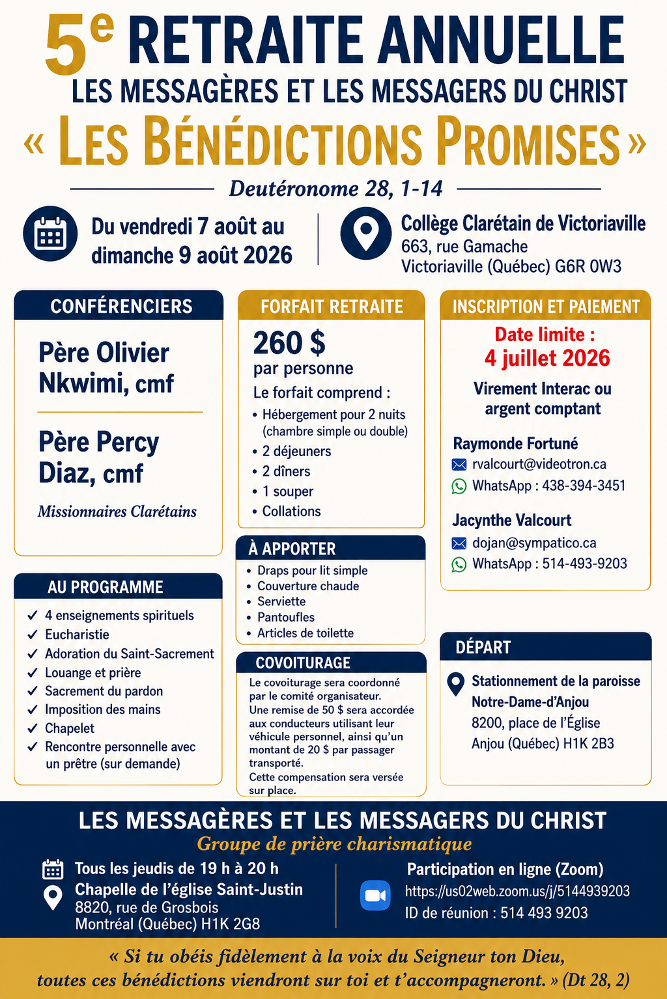 5e RETRAITE ANNUELLE
LES MESSAGÈRES ET LES MESSAGERS DU CHRIST
« LES BÉNÉDICTIONS PROMISES »
Deutéronome 28, 1-14
Du vendredi 7 août au
dimanche 9 août 2026
Collège Clarétain de Victoriaville
663, rue Gamache
Victoriaville (Québec) G6R 0W3
CONFÉRENCIERS
Père Olivier
Nkwimi, cmf
Père Percy
Diaz, cmf
Missionnaires Clarétains
AU PROGRAMME
✓ 4 enseignements spirituels
✓ Eucharistie
✓ Adoration du Saint-Sacrement
✓ Louange et prière
✓ Sacrement du pardon
✓ Imposition des mains
✓ Chapelet
✓ Rencontre personnelle avec
un prêtre (sur demande)
FORFAIT RETRAITE
260 $
par personne
Le forfait comprend :
• Hébergement pour 2 nuits
(chambre simple ou double)
• 2 déjeuners
• 2 dîners
• 1 souper
• Collations
À APPORTER
• Draps pour lit simple
• Couverture chaude
• Serviette
• Pantoufles
• Articles de toilette
COVOITURAGE
Le covoiturage sera coordonné
par le comité organisateur.
Une remise de 50 $ sera accordée
aux conducteurs utilisant leur
véhicule personnel, ainsi qu'un
montant de 20 $ par passager
transporté.
Cette compensation sera versée
sur place.
INSCRIPTION ET PAIEMENT
Date limite :
4 juillet 2026
Virement Interac ou
argent comptant
Raymonde Fortuné
rvalcourt@videotron.ca
WhatsApp : 438-394-3451
Jacynthe Valcourt
dojan@sympatico.ca
WhatsApp : 514-493-9203
DÉPART
Stationnement de la paroisse
Notre-Dame-d'Anjou
8200, place de l'Église
Anjou (Québec) H1K 2B3
LES MESSAGÈRES ET LES MESSAGERS DU CHRIST
Groupe de prière charismatique
Tous les jeudis de 19 h à 20 h
Chapelle de l'église Saint-Justin
8820, rue de Grosbois
Montréal (Québec) H1K 2G8
Participation en ligne (Zoom)
https://us02web.zoom.us/j/5144939203
ID de réunion : 514 493 9203
« Si tu obéis fidèlement à la voix du Seigneur ton Dieu,
toutes ces bénédictions viendront sur toi et t'accompagneront. » (Dt 28, 2)